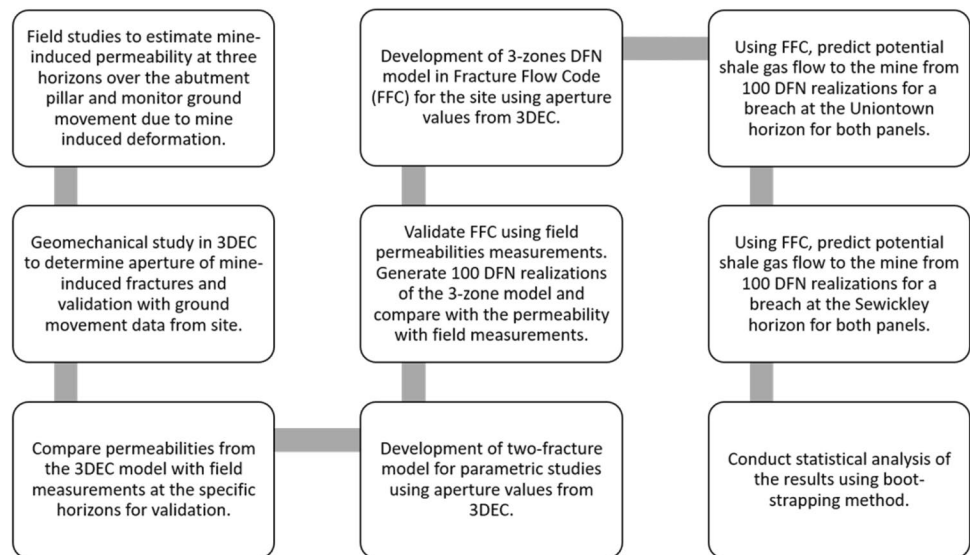 Field studies to estimate mine-
induced permeability at three
horizons over the abutment
pillar and monitor ground
movement due to mine
induced deformation.
Geomechanical study in 3DEC
to determine aperture of mine-
induced fractures and
validation with ground
movement data from site.
Compare permeabilities from
the 3DEC model with field
measurements at the specific
horizons for validation.
Development of two-fracture
model for parametric studies
using aperture values from
3DEC.
Validate FFC using field
permeabilities measurements.
Generate 100 DFN realizations
of the 3-zone model and
compare with the permeability
with field measurements.
Development of 3-zones DFN
model in Fracture Flow Code
(FFC) for the site using aperture
values from 3DEC.
Using FFC, predict potential
shale gas flow to the mine from
100 DFN realizations for a
breach at the Uniontown
horizon for both panels.
Using FFC, predict potential
shale gas flow to the mine from
100 DFN realizations for a
breach at the Sewickley
horizon for both panels.
Conduct statistical analysis of
the results using boot-
strapping method.